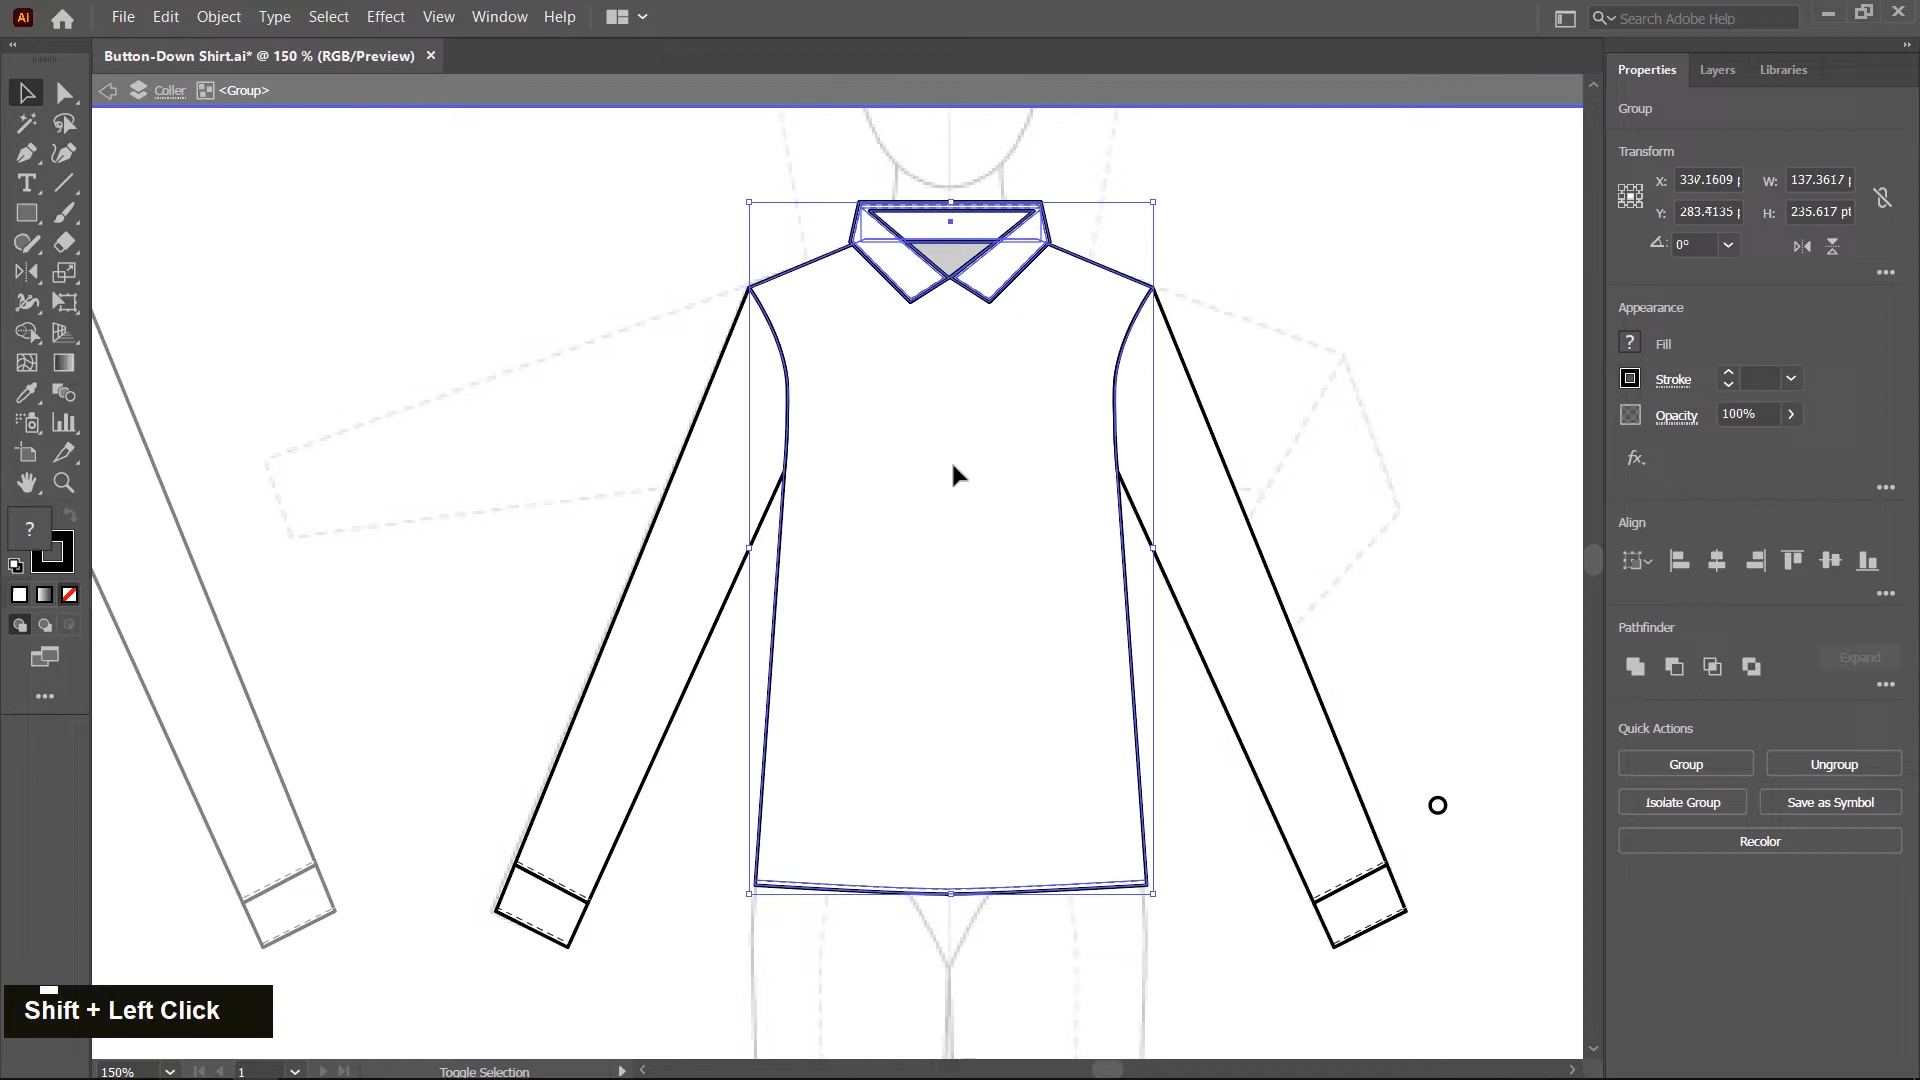 Ai File Edit Object Type Select Effect View Window Help Search Adobe Help
Button-Down Shirt.ai* @ 150 % (RGB/Preview) ×
Coller <Group>
Properties Layers Libraries
Group
Transform
X: 337.1609 p W: 137.3617 p
Y: 283.4135 p H: 235.617 pt
0°
Appearance
? Fill
Stroke
Opacity 100%
fx.
Align
Pathfinder
Expand
Quick Actions
Group Ungroup
Isolate Group Save as Symbol
Recolor
?
Shift + Left Click
150% 1 Toggle Selection